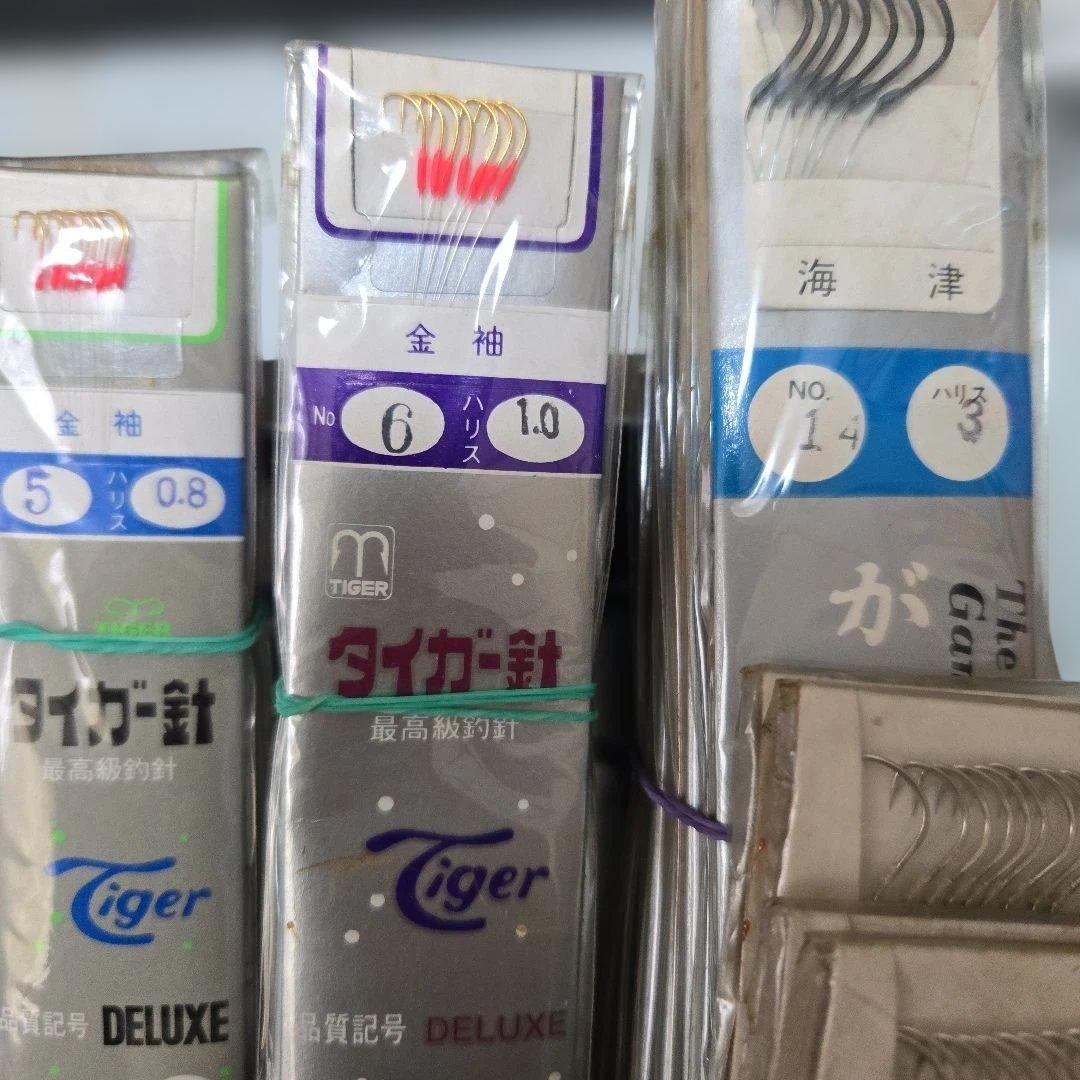 金袖
5 ハリス 0.8
TIGER
タイガー針
最高級釣針
Tiger
品質記号 DELUXE
金袖
No 6 ハリス 1.0
TIGER
タイガー針
最高級釣針
Tiger
品質記号 DELUXE
海津
NO. 14 ハリス 3
が
The
Gam